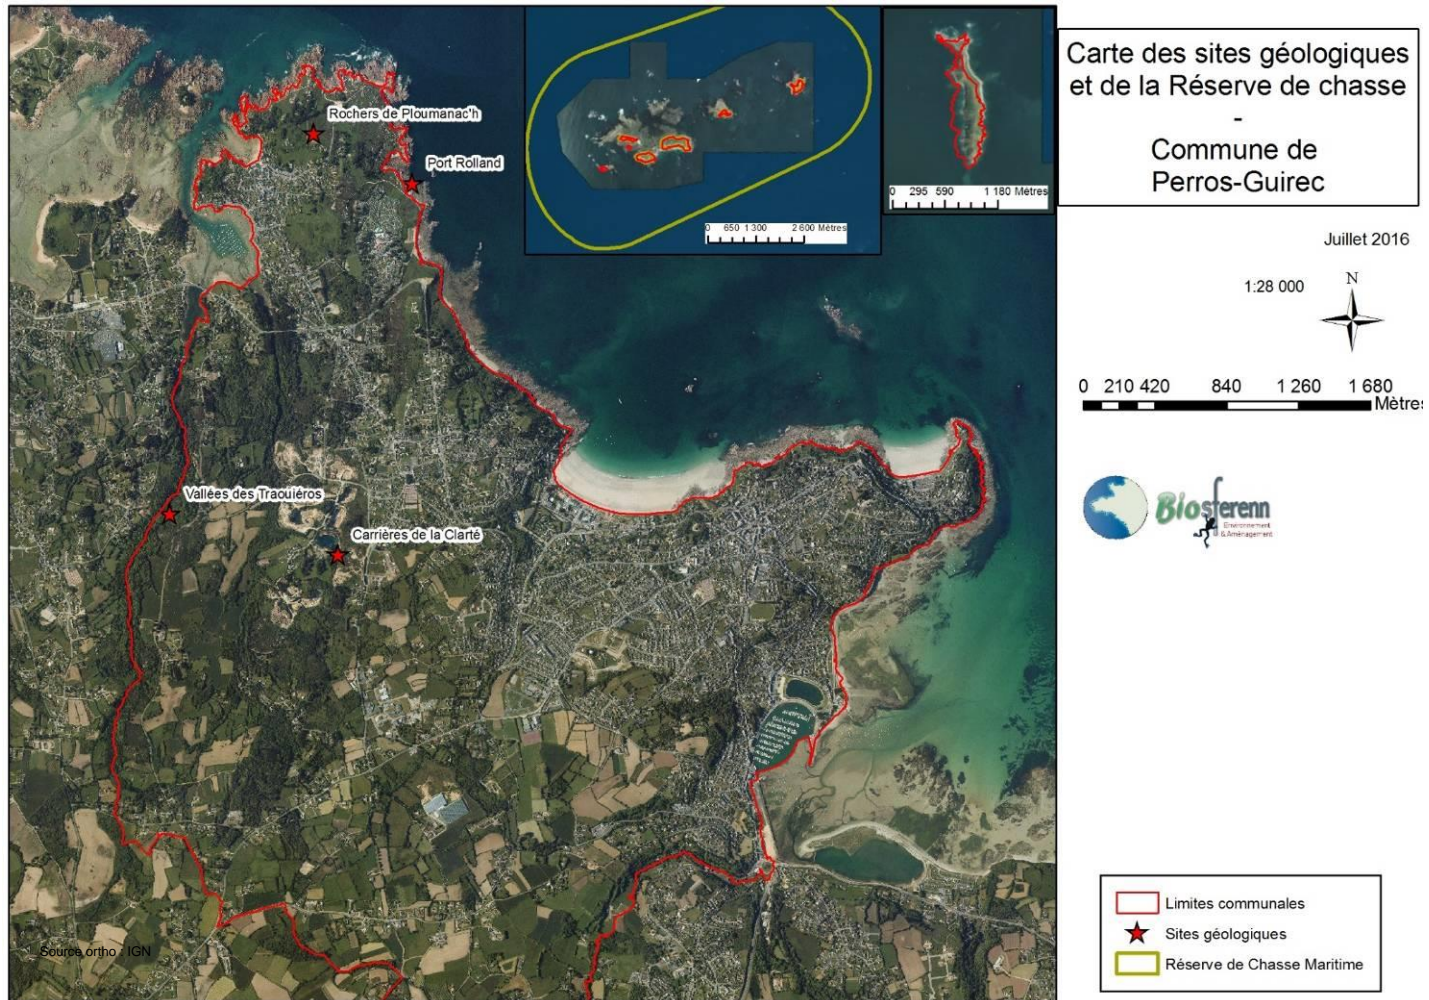 Carte des sites géologiques
et de la Réserve de chasse
-
Commune de
Perros-Guirec
Juillet 2016
1:28 000
N
0 210 420 840 1 260 1 680
Mètres
Biosferenn
Environnement
& Aménagement
Rochers de Ploumanac'h
Port Rolland
0 650 1 300 2 600 Mètres
0 295 590 1 180 Mètres
Vallées des Traouiéros
Carrières de la Clarté
Source ortho : IGN
Limites communales
Sites géologiques
Réserve de Chasse Maritime